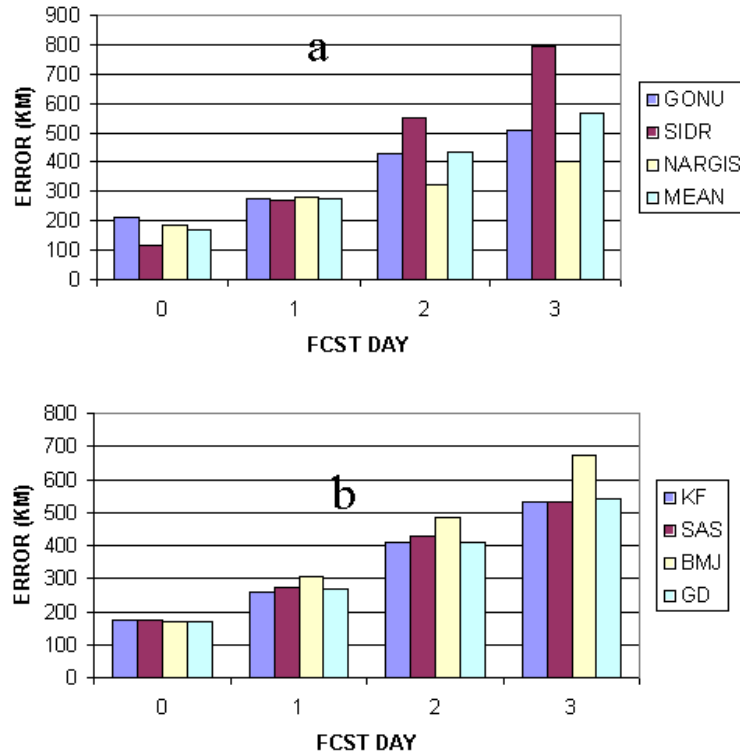 900
800
700
600
500
400
300
200
100
0
ERROR (KM)
a
0 1 2 3
FCST DAY
GONU
SIDR
NARGIS
MEAN
800
700
600
500
400
300
200
100
0
ERROR (KM)
b
0 1 2 3
FCST DAY
KF
SAS
BMJ
GD